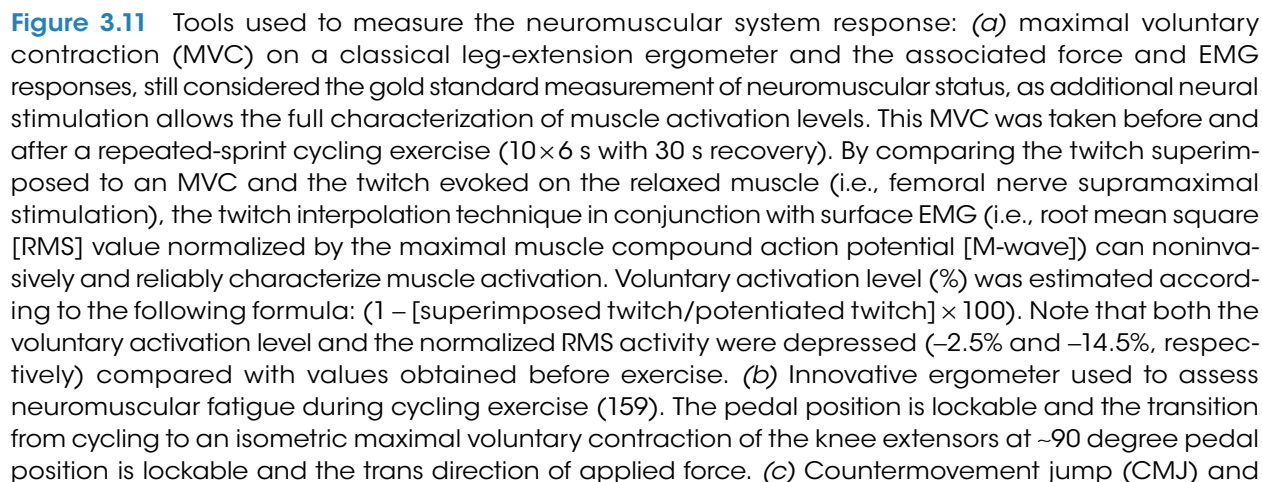 Figure 3.11 Tools used to measure the neuromuscular system response: (a) maximal voluntary
contraction (MVC) on a classical leg-extension ergometer and the associated force and EMG
responses, still considered the gold standard measurement of neuromuscular status, as additional neural
stimulation allows the full characterization of muscle activation levels. This MVC was taken before and
after a repeated-sprint cycling exercise (10×6 s with 30 s recovery). By comparing the twitch superim-
posed to an MVC and the twitch evoked on the relaxed muscle (i.e., femoral nerve supramaximal
stimulation), the twitch interpolation technique in conjunction with surface EMG (i.e., root mean square
[RMS] value normalized by the maximal muscle compound action potential [M-wave]) can noninva-
sively and reliably characterize muscle activation. Voluntary activation level (%) was estimated accord-
ing to the following formula: (1 – [superimposed twitch/potentiated twitch] × 100). Note that both the
voluntary activation level and the normalized RMS activity were depressed (–2.5% and –14.5%, respec-
tively) compared with values obtained before exercise. (b) Innovative ergometer used to assess
neuromuscular fatigue during cycling exercise (159). The pedal position is lockable and the transition
from cycling to an isometric maximal voluntary contraction of the knee extensors at ~90 degree pedal
position is lockable and the trans direction of applied force. (c) Countermovement jump (CMJ) and